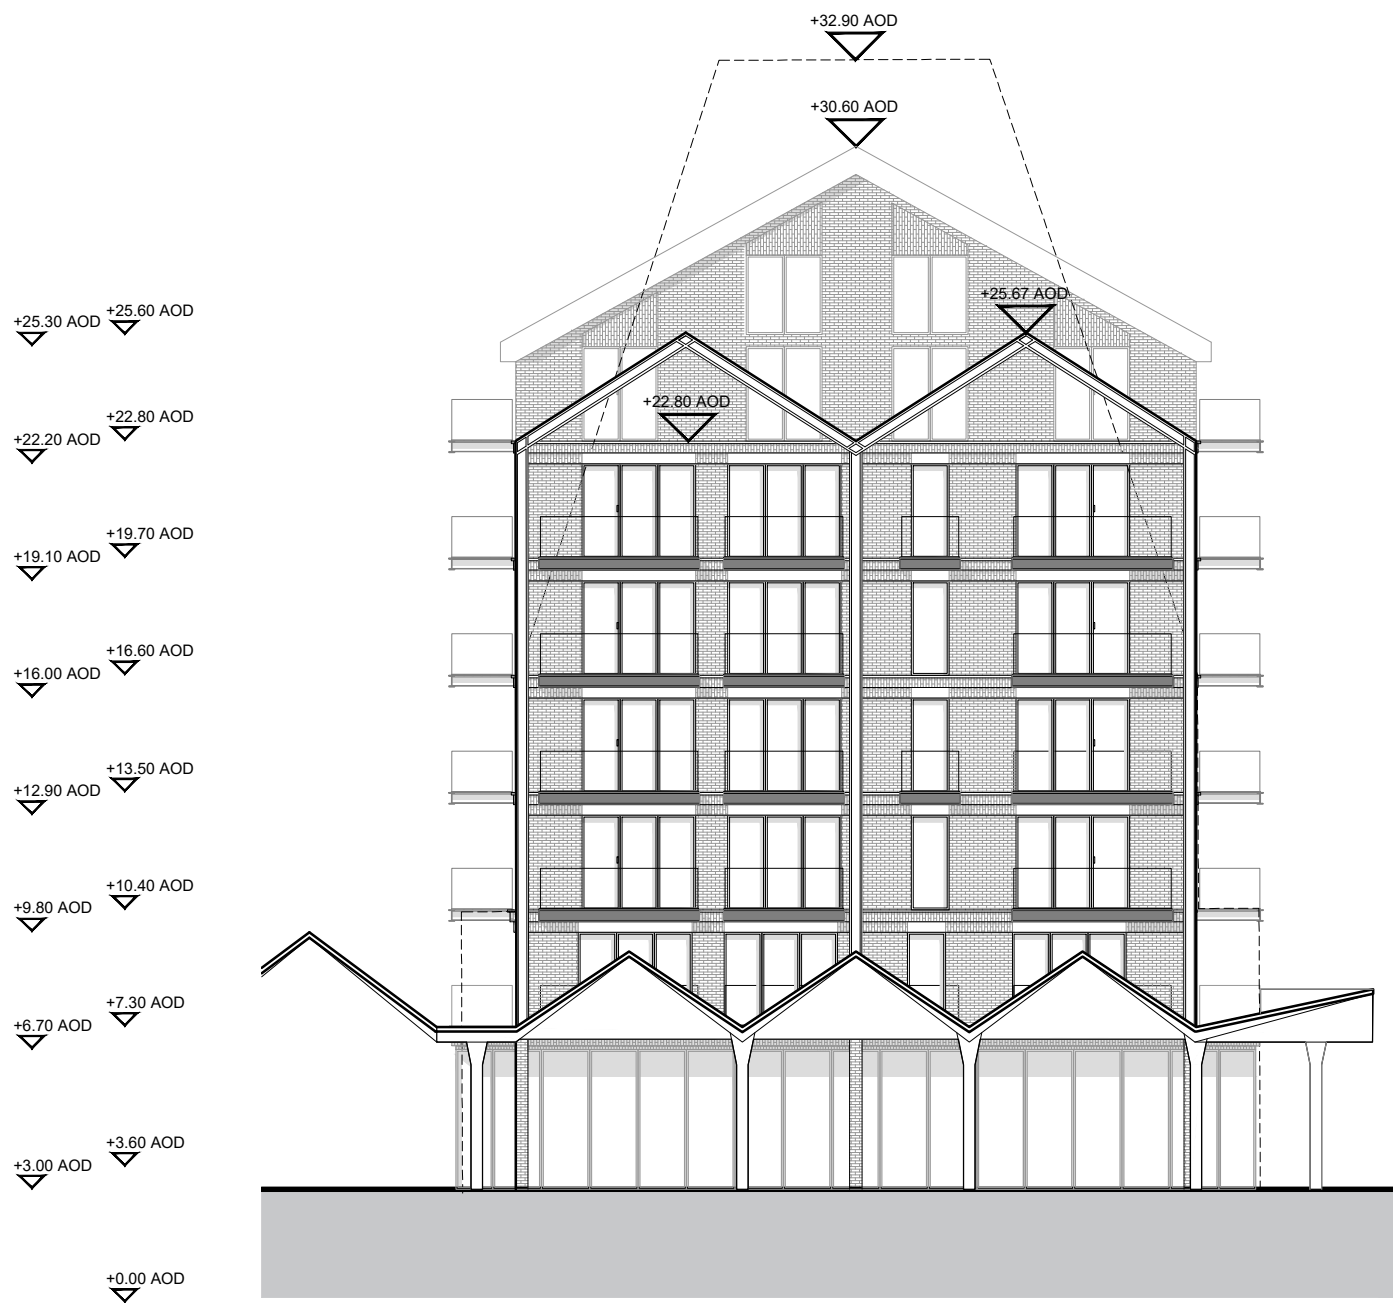 +32.90 AOD
+30.60 AOD
+25.67 AOD
+25.60 AOD
+25.30 AOD
+22.80 AOD
+22.80 AOD
+22.20 AOD
+19.70 AOD
+19.10 AOD
+16.60 AOD
+16.00 AOD
+13.50 AOD
+12.90 AOD
+10.40 AOD
+9.80 AOD
+7.30 AOD
+6.70 AOD
+3.60 AOD
+3.00 AOD
+0.00 AOD